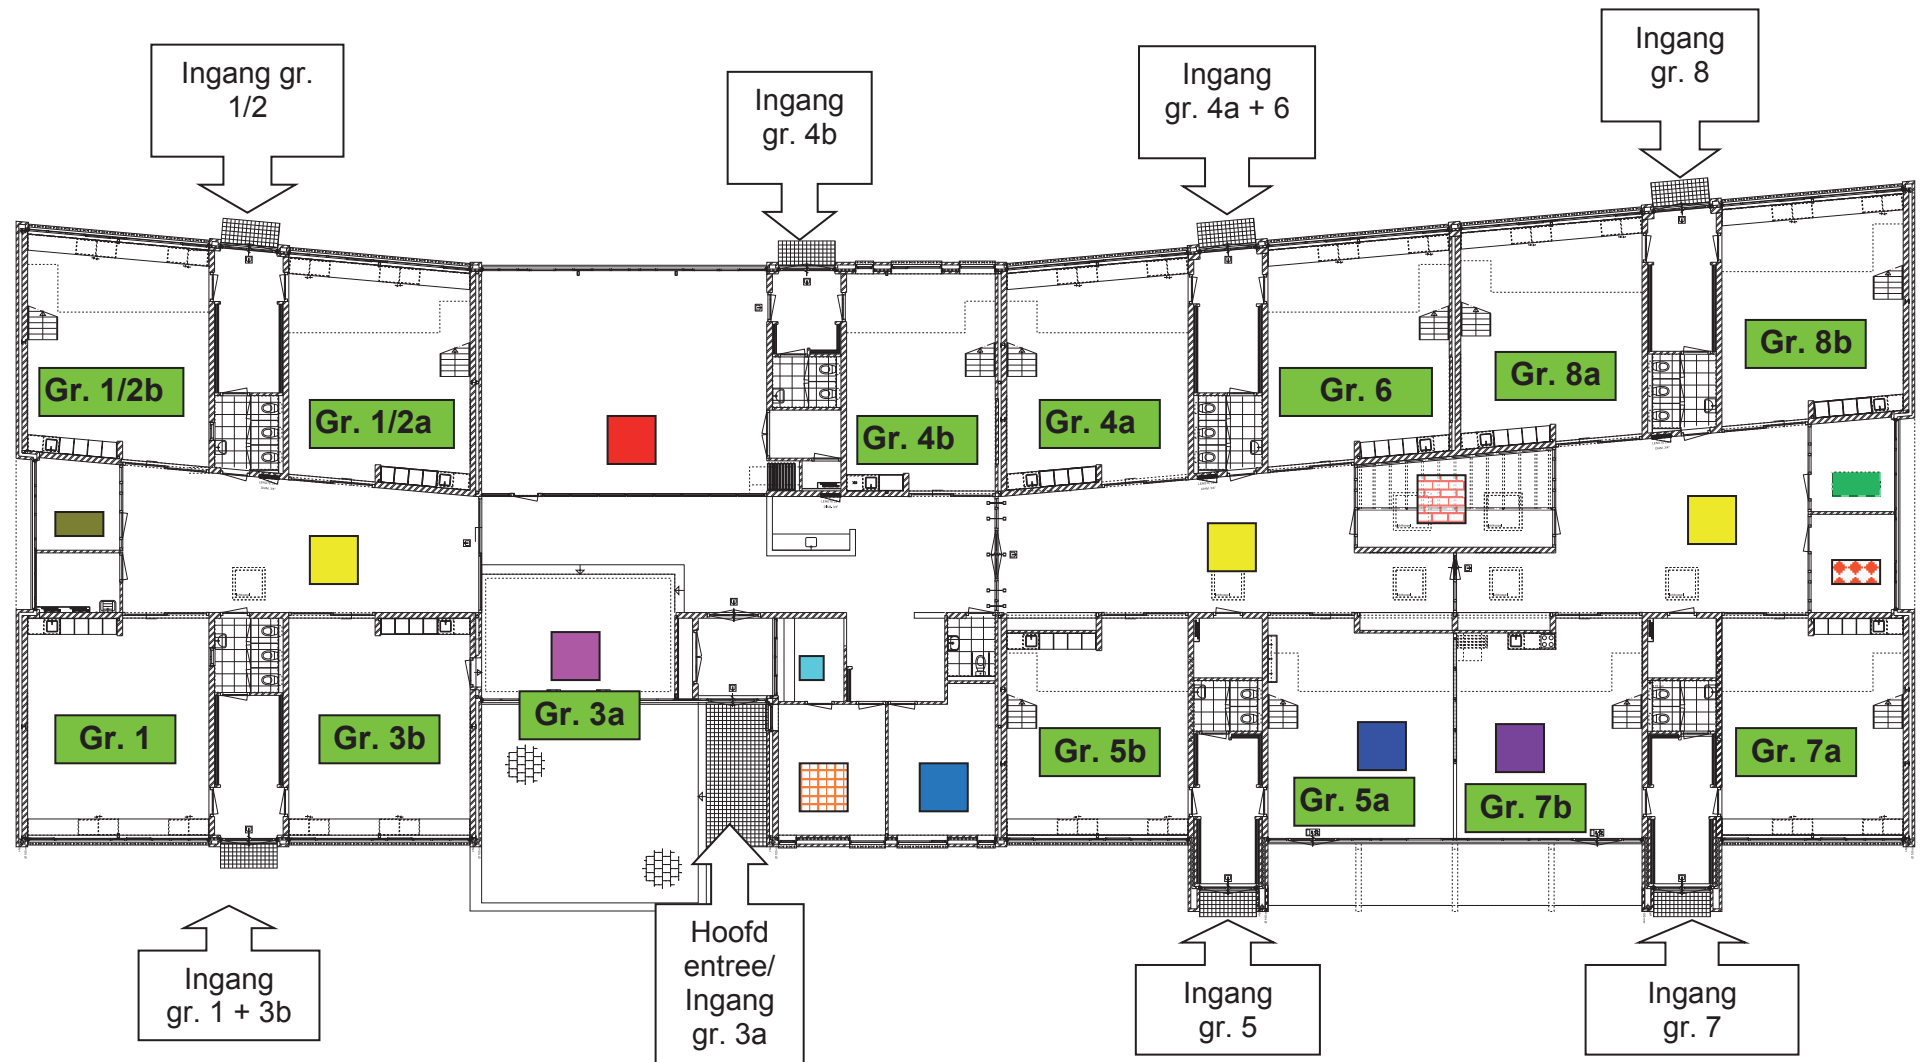 Ingang gr.
1/2
Ingang
gr. 4b
Ingang
gr. 4a + 6
Ingang
gr. 8
Gr. 1/2b
Gr. 1/2a
Gr. 4b
Gr. 4a
Gr. 6
Gr. 8a
Gr. 8b
Gr. 1
Gr. 3b
Gr. 3a
Gr. 5b
Gr. 5a
Gr. 7b
Gr. 7a
Ingang
gr. 1 + 3b
Hoofd
entree/
Ingang
gr. 3a
Ingang
gr. 5
Ingang
gr. 7